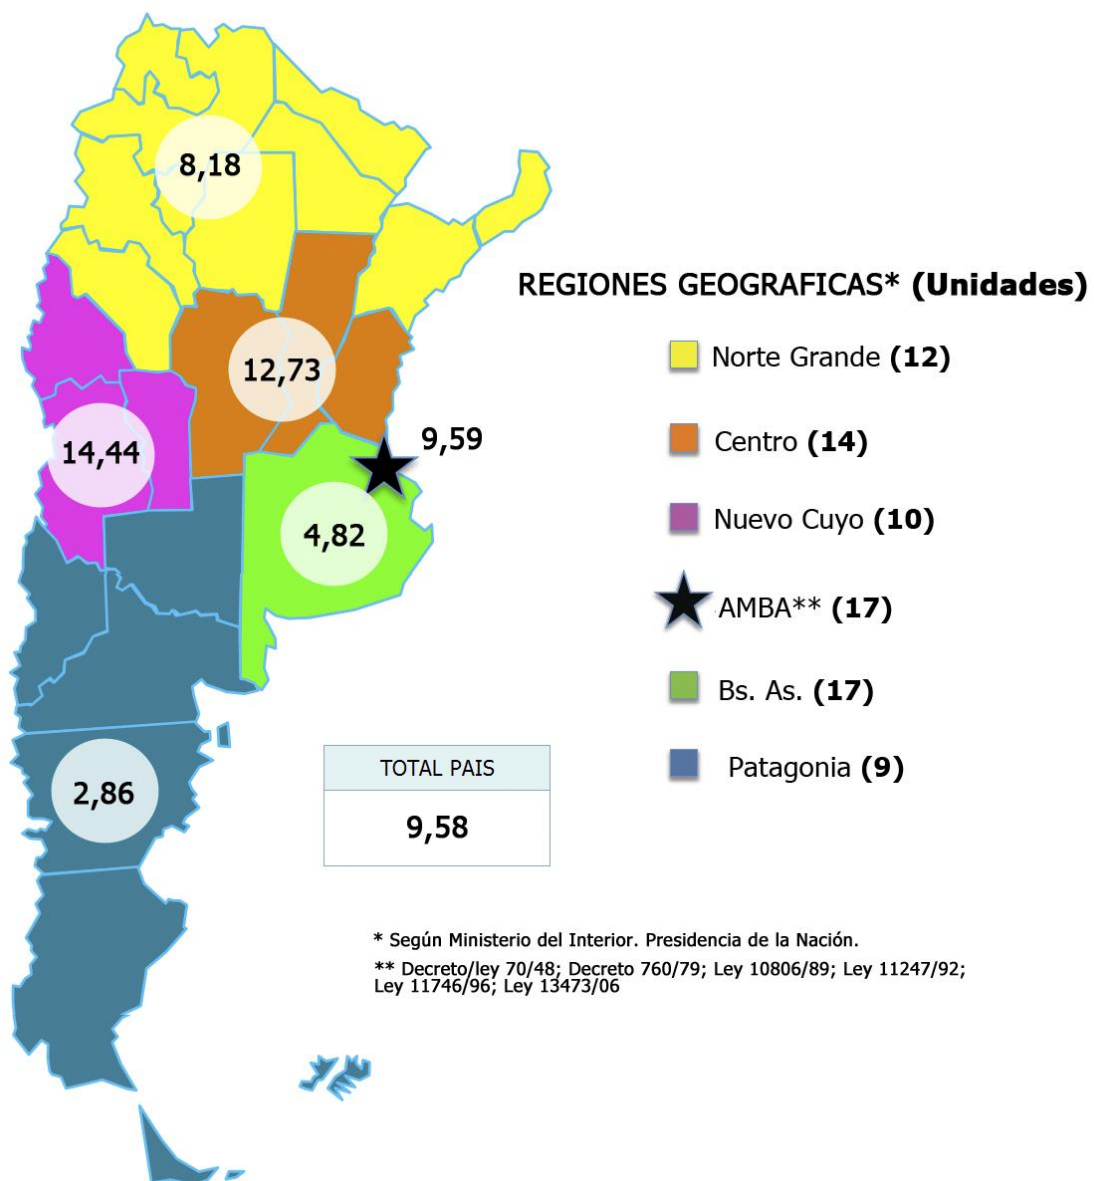 8,18
REGIONES GEOGRAFICAS* (Unidades)
Norte Grande (12)
12,73
9,59
Centro (14)
14,44
Nuevo Cuyo (10)
4,82
AMBA** (17)
Bs. As. (17)
TOTAL PAIS
Patagonia (9)
2,86
9,58
* Según Ministerio del Interior. Presidencia de la Nación.
** Decreto/ley 70/48; Decreto 760/79; Ley 10806/89; Ley 11247/92;
Ley 11746/96; Ley 13473/06